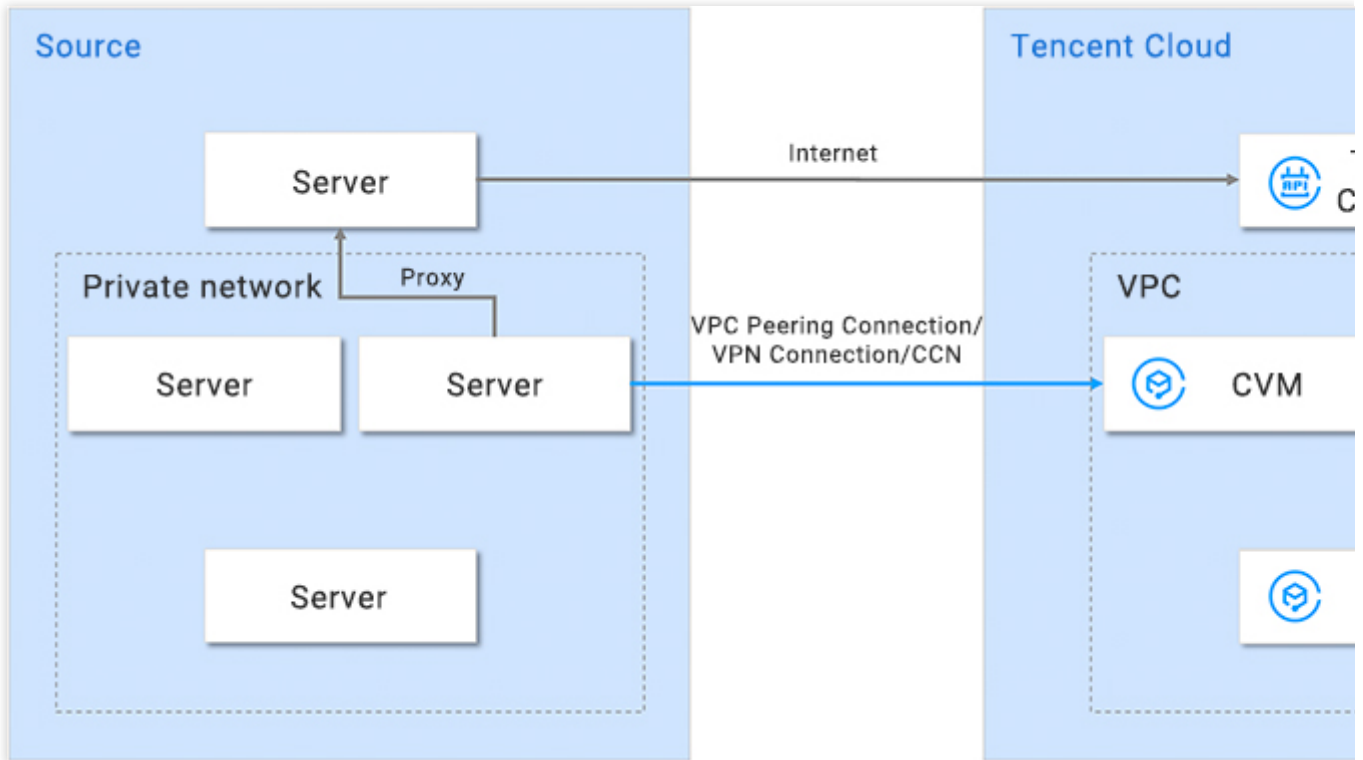 Source
Tencent Cloud
Internet
Server
API
Private network
Proxy
VPC
VPC Peering Connection/
VPN Connection/CCN
Server
Server
CVM
Server